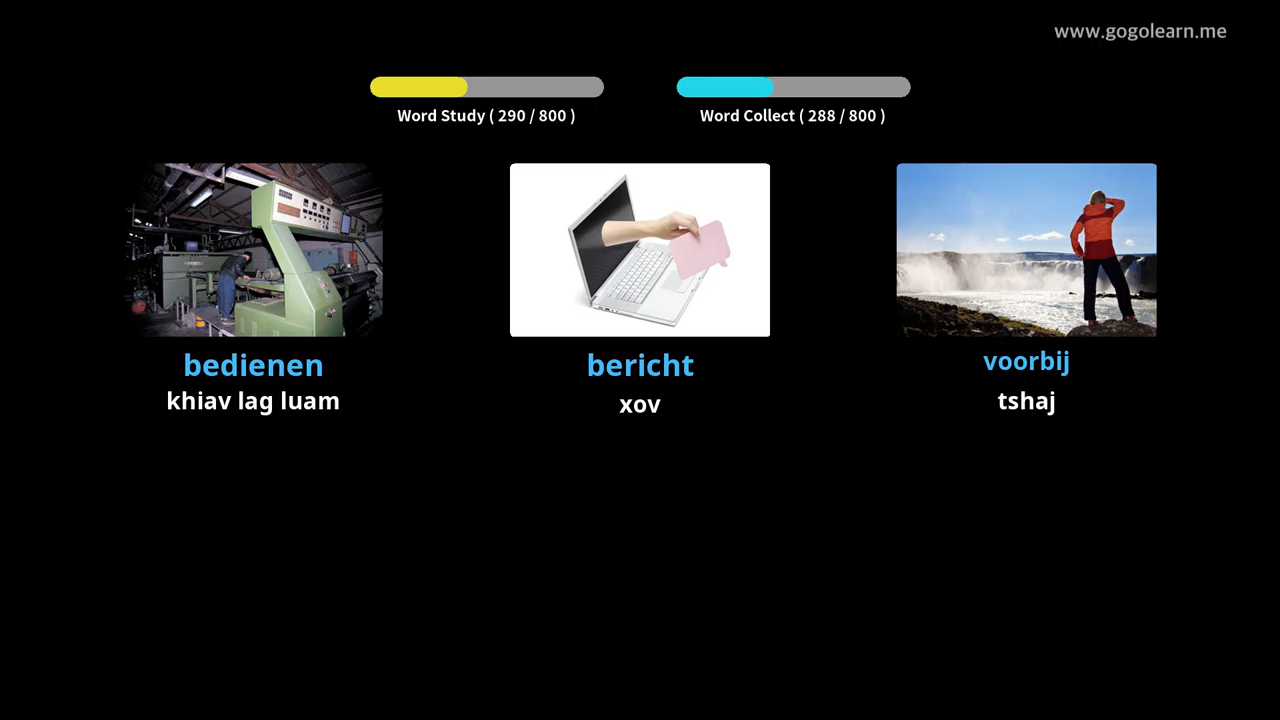 www.gogolearn.me
Word Study ( 290 / 800 )
Word Collect ( 288 / 800 )
bedienen
khiav lag luam
bericht
xov
voorbij
tshaj